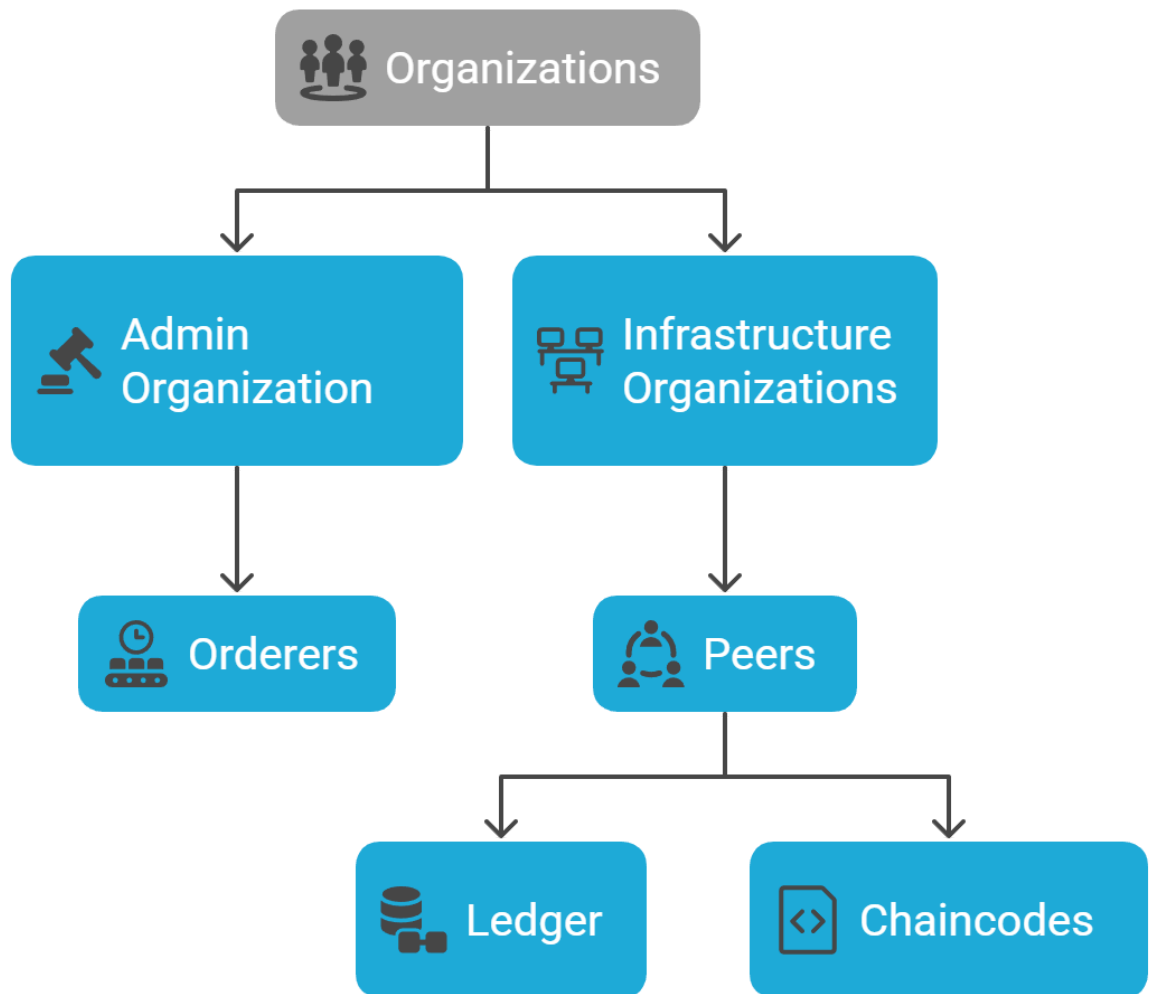 Organizations
Admin
Organization
Infrastructure
Organizations
Orderers
Peers
Ledger
Chaincodes